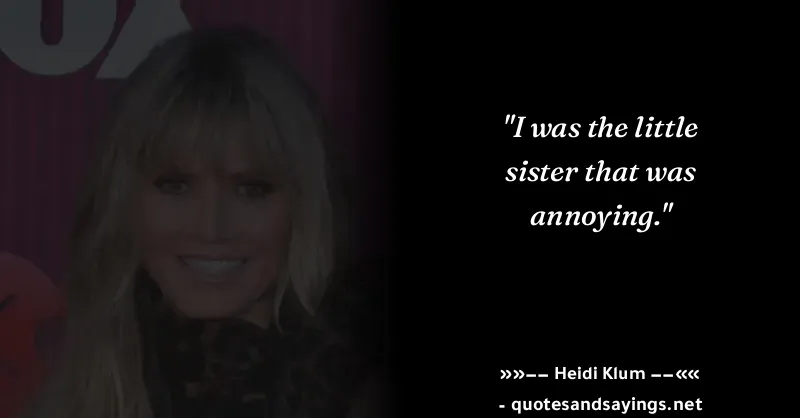 "I was the little
sister that was
annoying."
»»−− Heidi Klum −−««
- quotesandsayings.net